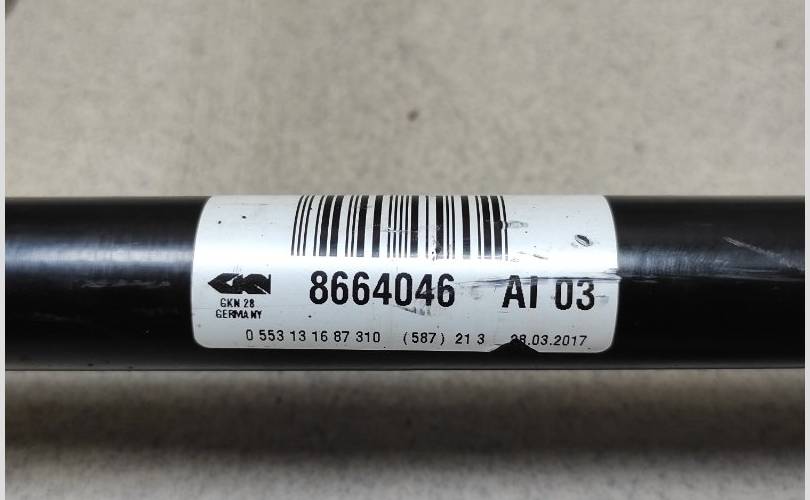 GKN
8664046 AI 03
GKN 28
GERMANY
0 553 13 16 87 310 (587) 21 3 28.03.2017